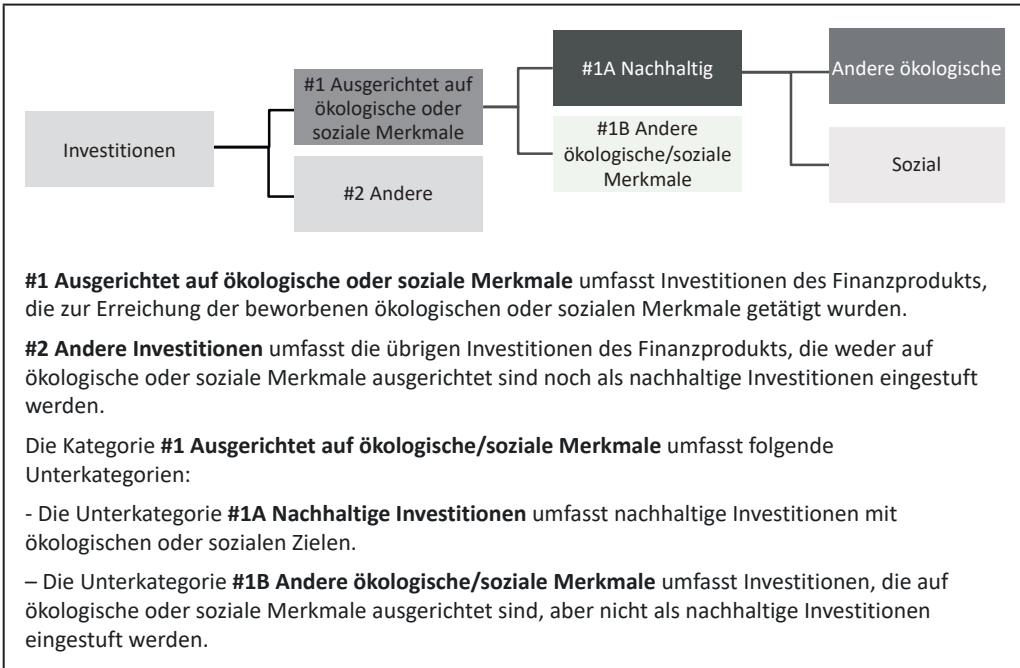 Investitionen
#1 Ausgerichtet auf
ökologische oder
soziale Merkmale
#2 Andere
#1A Nachhaltig
#1B Andere
ökologische/soziale
Merkmale
Andere ökologische
Sozial
#1 Ausgerichtet auf ökologische oder soziale Merkmale umfasst Investitionen des Finanzprodukts,
die zur Erreichung der beworbenen ökologischen oder sozialen Merkmale getätigt wurden.
#2 Andere Investitionen umfasst die übrigen Investitionen des Finanzprodukts, die weder auf
ökologische oder soziale Merkmale ausgerichtet sind noch als nachhaltige Investitionen eingestuft
werden.
Die Kategorie #1 Ausgerichtet auf ökologische/soziale Merkmale umfasst folgende
Unterkategorien:
- Die Unterkategorie #1A Nachhaltige Investitionen umfasst nachhaltige Investitionen mit
ökologischen oder sozialen Zielen.
– Die Unterkategorie #1B Andere ökologische/soziale Merkmale umfasst Investitionen, die auf
ökologische oder soziale Merkmale ausgerichtet sind, aber nicht als nachhaltige Investitionen
eingestuft werden.